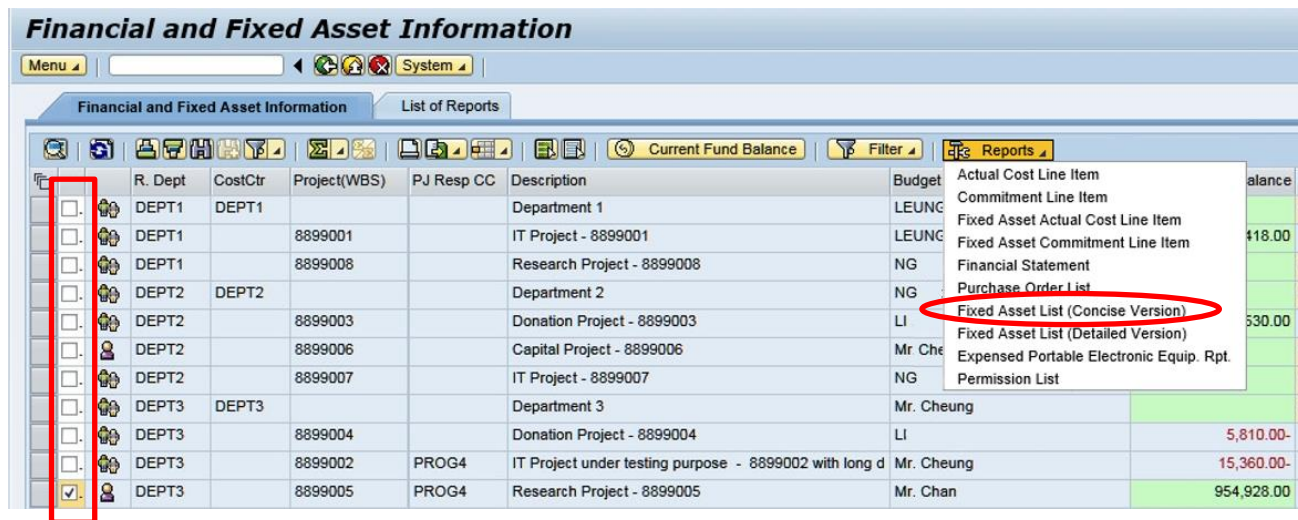 Financial and Fixed Asset Information
Menu System
Financial and Fixed Asset Information List of Reports
Current Fund Balance Filter Reports
R. Dept CostCtr Project(WBS) PJ Resp CC Description Budget alance
DEPT1 DEPT1 Department 1 LEUNG
DEPT1 8899001 IT Project - 8899001 LEUNG 418.00
DEPT1 8899008 Research Project - 8899008 NG
DEPT2 DEPT2 Department 2 NG
DEPT2 8899003 Donation Project - 8899003 LI 530.00
DEPT2 8899006 Capital Project - 8899006 Mr Che
DEPT2 8899007 IT Project - 8899007 NG
DEPT3 DEPT3 Department 3 Mr. Cheung
DEPT3 8899004 Donation Project - 8899004 LI 5,810.00-
DEPT3 8899002 PROG4 IT Project under testing purpose - 8899002 with long d Mr. Cheung 15,360.00-
DEPT3 8899005 PROG4 Research Project - 8899005 Mr. Chan 954,928.00
Actual Cost Line Item
Commitment Line Item
Fixed Asset Actual Cost Line Item
Fixed Asset Commitment Line Item
Financial Statement
Purchase Order List
Fixed Asset List (Concise Version)
Fixed Asset List (Detailed Version)
Expensed Portable Electronic Equip. Rpt.
Permission List